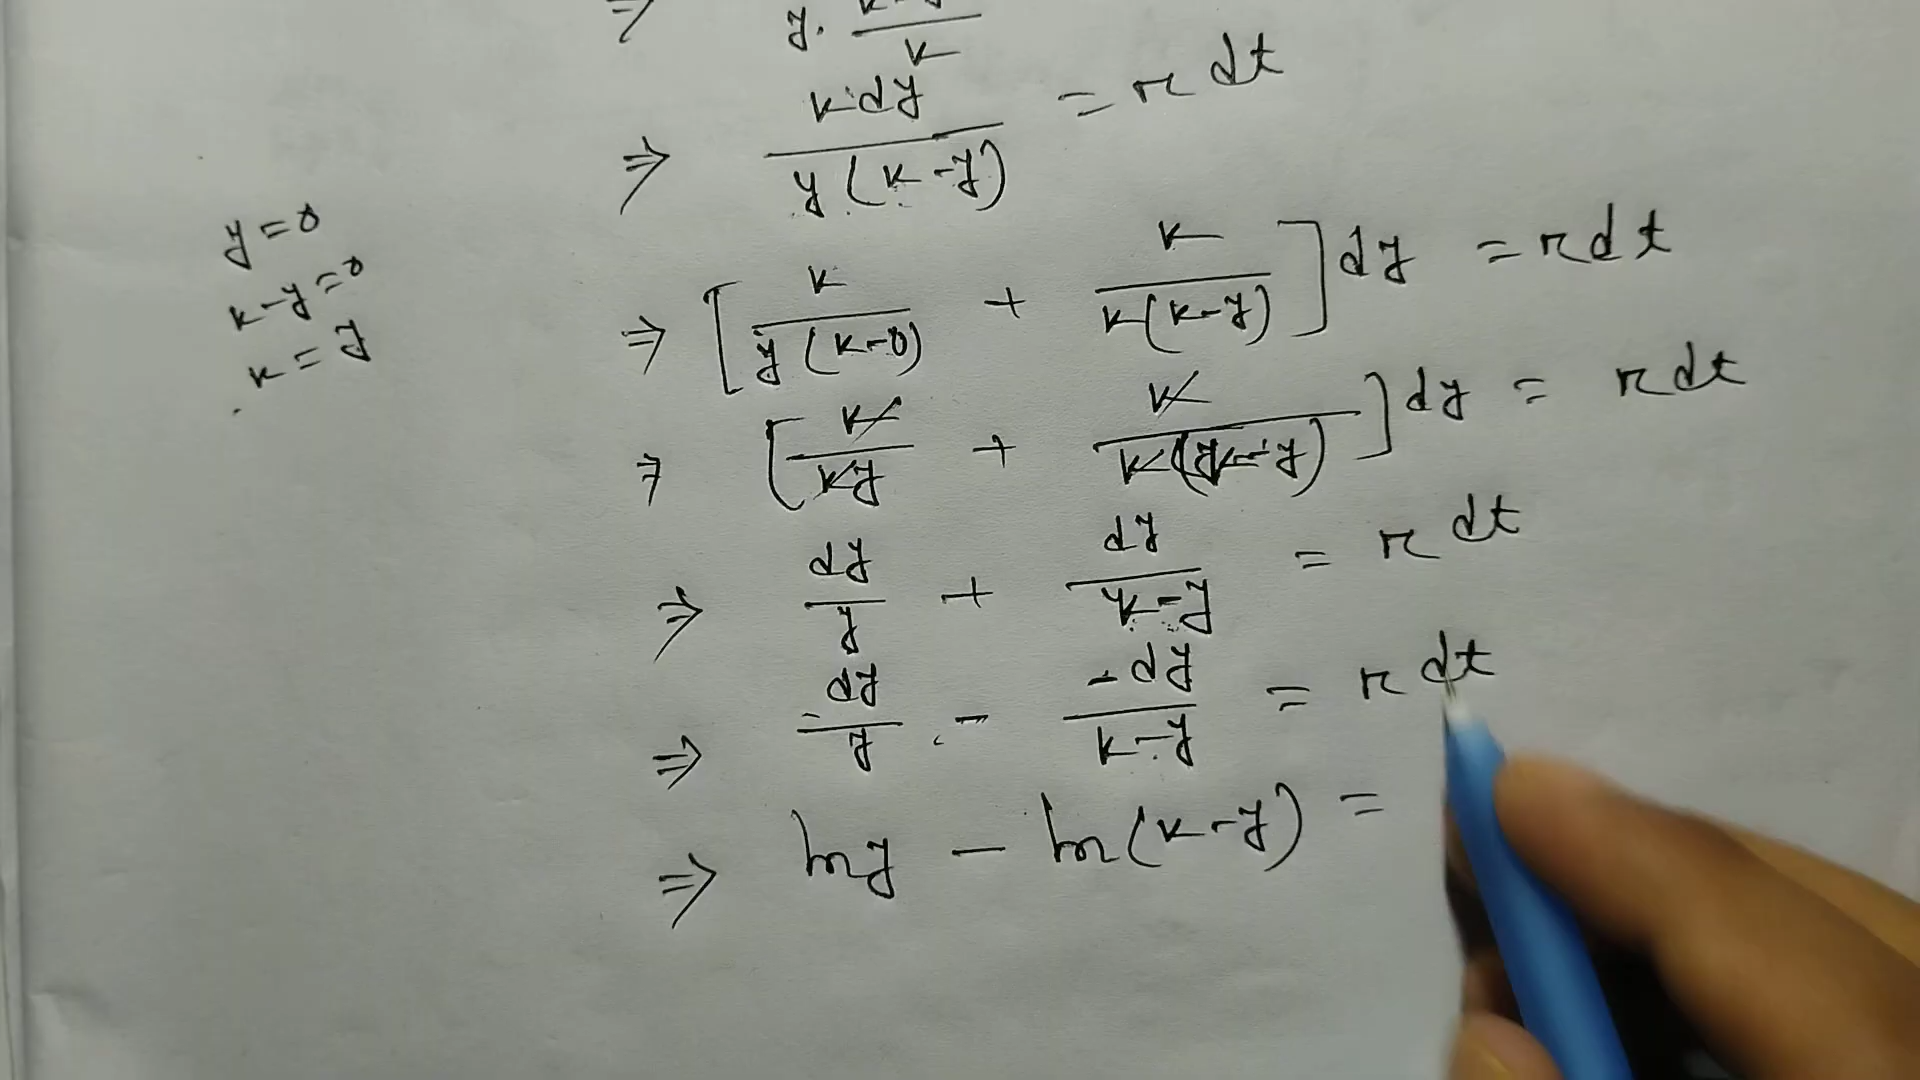 ⇒ y. k-y/k
⇒ k dy / y(k-y) = r dt
y=0
k-y=0
k=y
⇒ [ k / y(k-0) + k / k(k-y) ] dy = r dt
⇒ [ k / ky + k / k(k-y) ] dy = r dt
⇒ dy/y + dy/k-y = r dt
⇒ dy/y - -dy/k-y = r dt
⇒ ln y - ln(k-y) =